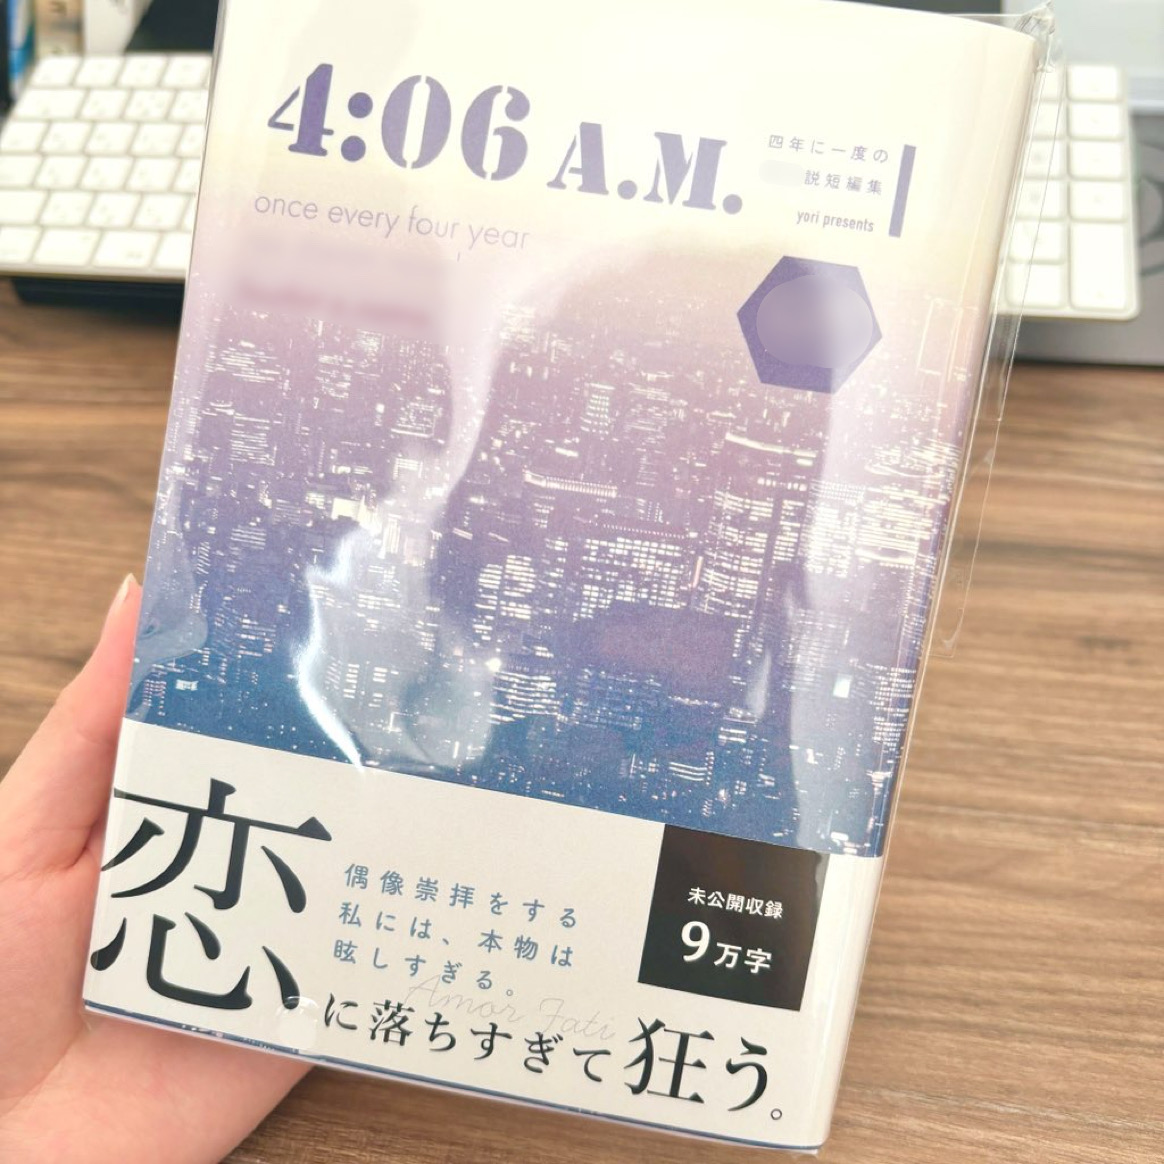 4:06 A.M.
四年に一度の
説短編集
yori presents
once every four year
恋
偶像崇拝をする
私には、本物は
眩しすぎる。
Amor Fati
に落ちすぎて狂う。
未公開収録
9万字